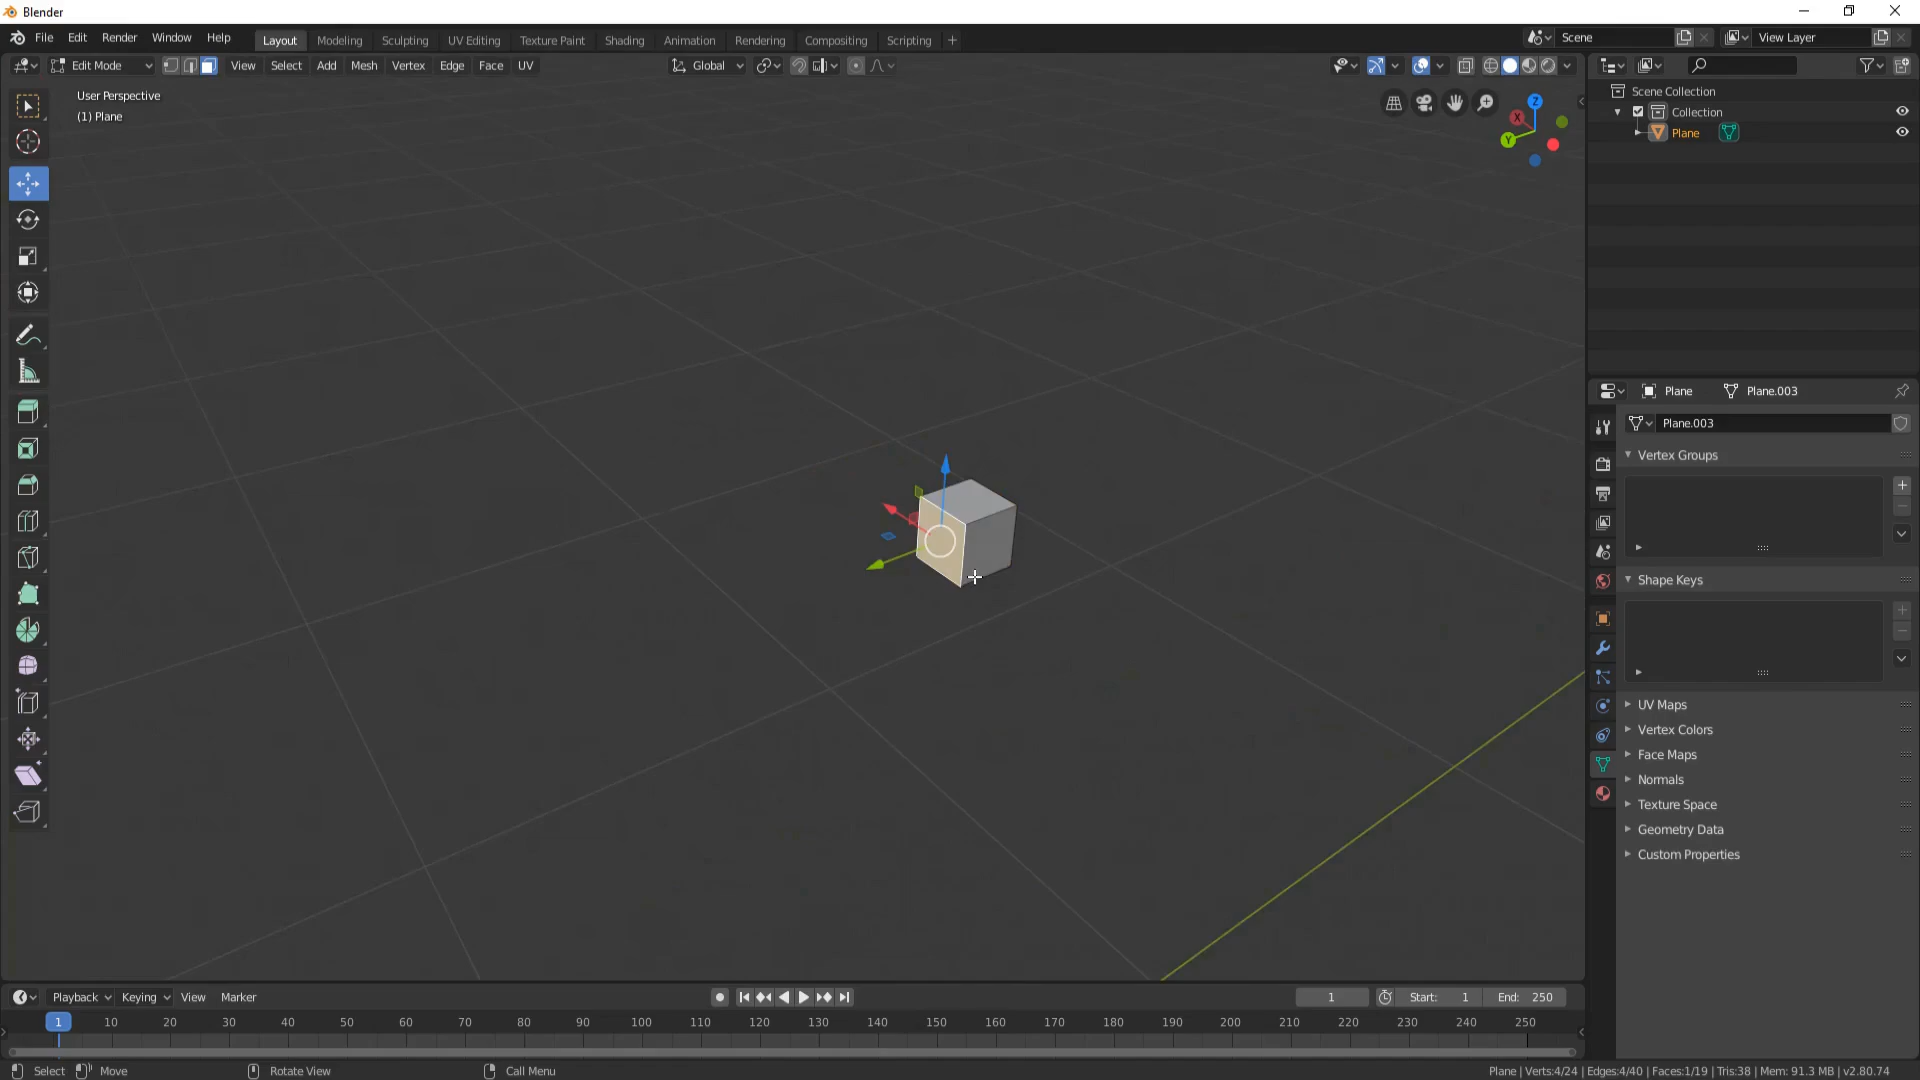 Blender
File Edit Render Window Help Layout Modeling Sculpting UV Editing Texture Paint Shading Animation Rendering Compositing Scripting + Scene View Layer
Edit Mode View Select Add Mesh Vertex Edge Face UV Global
User Perspective
(1) Plane
X
Y
Z
Scene Collection
Collection
Plane
Plane Plane.003
Plane.003
Vertex Groups
Shape Keys
UV Maps
Vertex Colors
Face Maps
Normals
Texture Space
Geometry Data
Custom Properties
Playback Keying View Marker 1 Start: 1 End: 250
1 10 20 30 40 50 60 70 80 90 100 110 120 130 140 150 160 170 180 190 200 210 220 230 240 250
Select Move Rotate View Call Menu Plane | Verts:4/24 | Edges:4/40 | Faces:1/19 | Tris:38 | Mem: 91.3 MB | v2.80.74